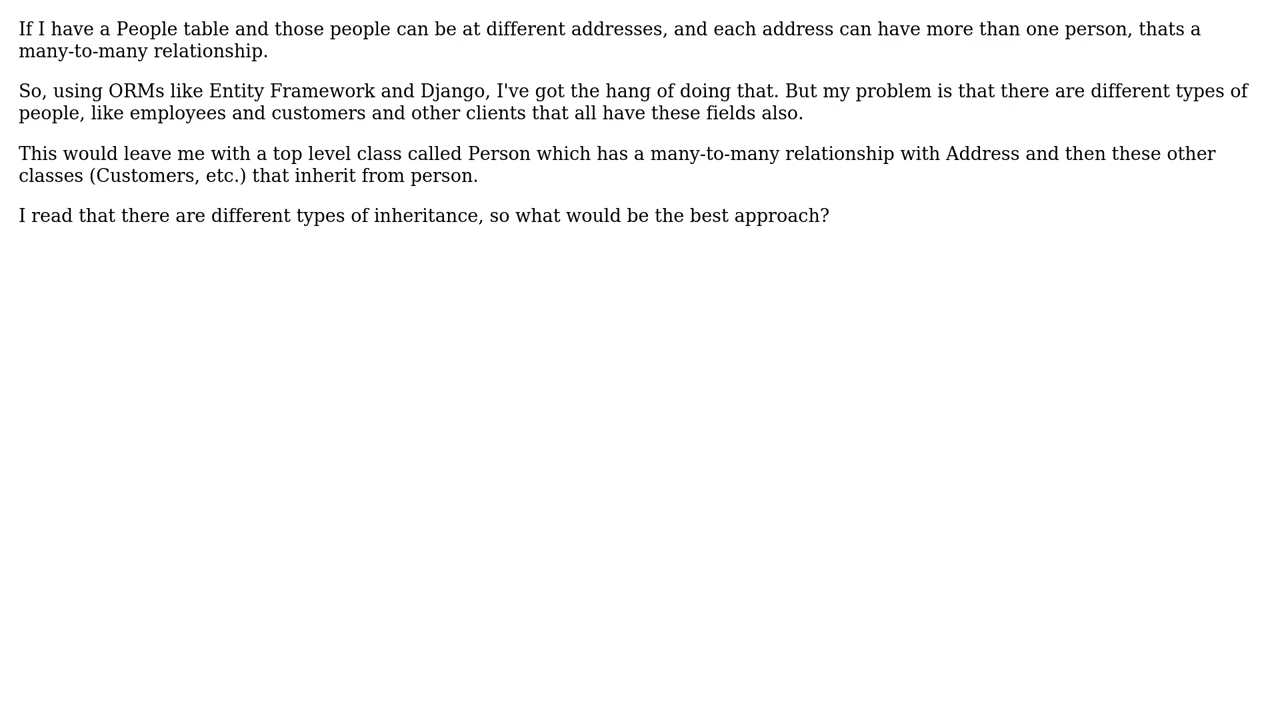 If I have a People table and those people can be at different addresses, and each address can have more than one person, thats a
many-to-many relationship.
So, using ORMs like Entity Framework and Django, I've got the hang of doing that. But my problem is that there are different types of
people, like employees and customers and other clients that all have these fields also.
This would leave me with a top level class called Person which has a many-to-many relationship with Address and then these other
classes (Customers, etc.) that inherit from person.
I read that there are different types of inheritance, so what would be the best approach?